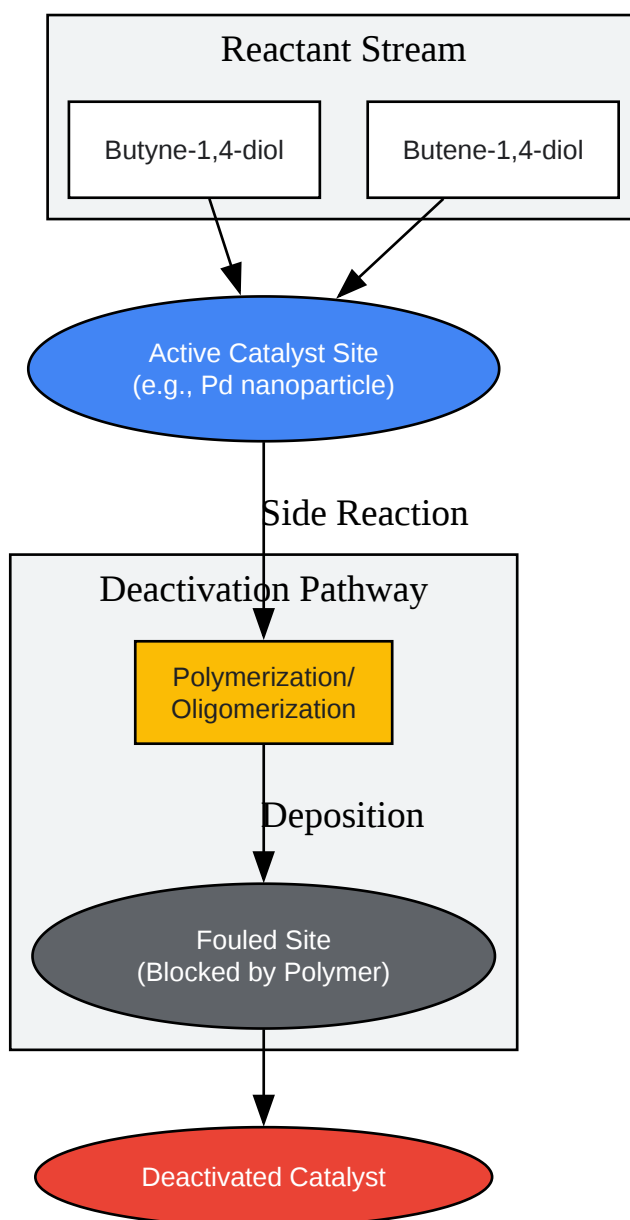 Reactant Stream
Butyne-1,4-diol
Butene-1,4-diol
Active Catalyst Site
(e.g., Pd nanoparticle)
Side Reaction
Deactivation Pathway
Polymerization/
Oligomerization
Deposition
Fouled Site
(Blocked by Polymer)
Deactivated Catalyst